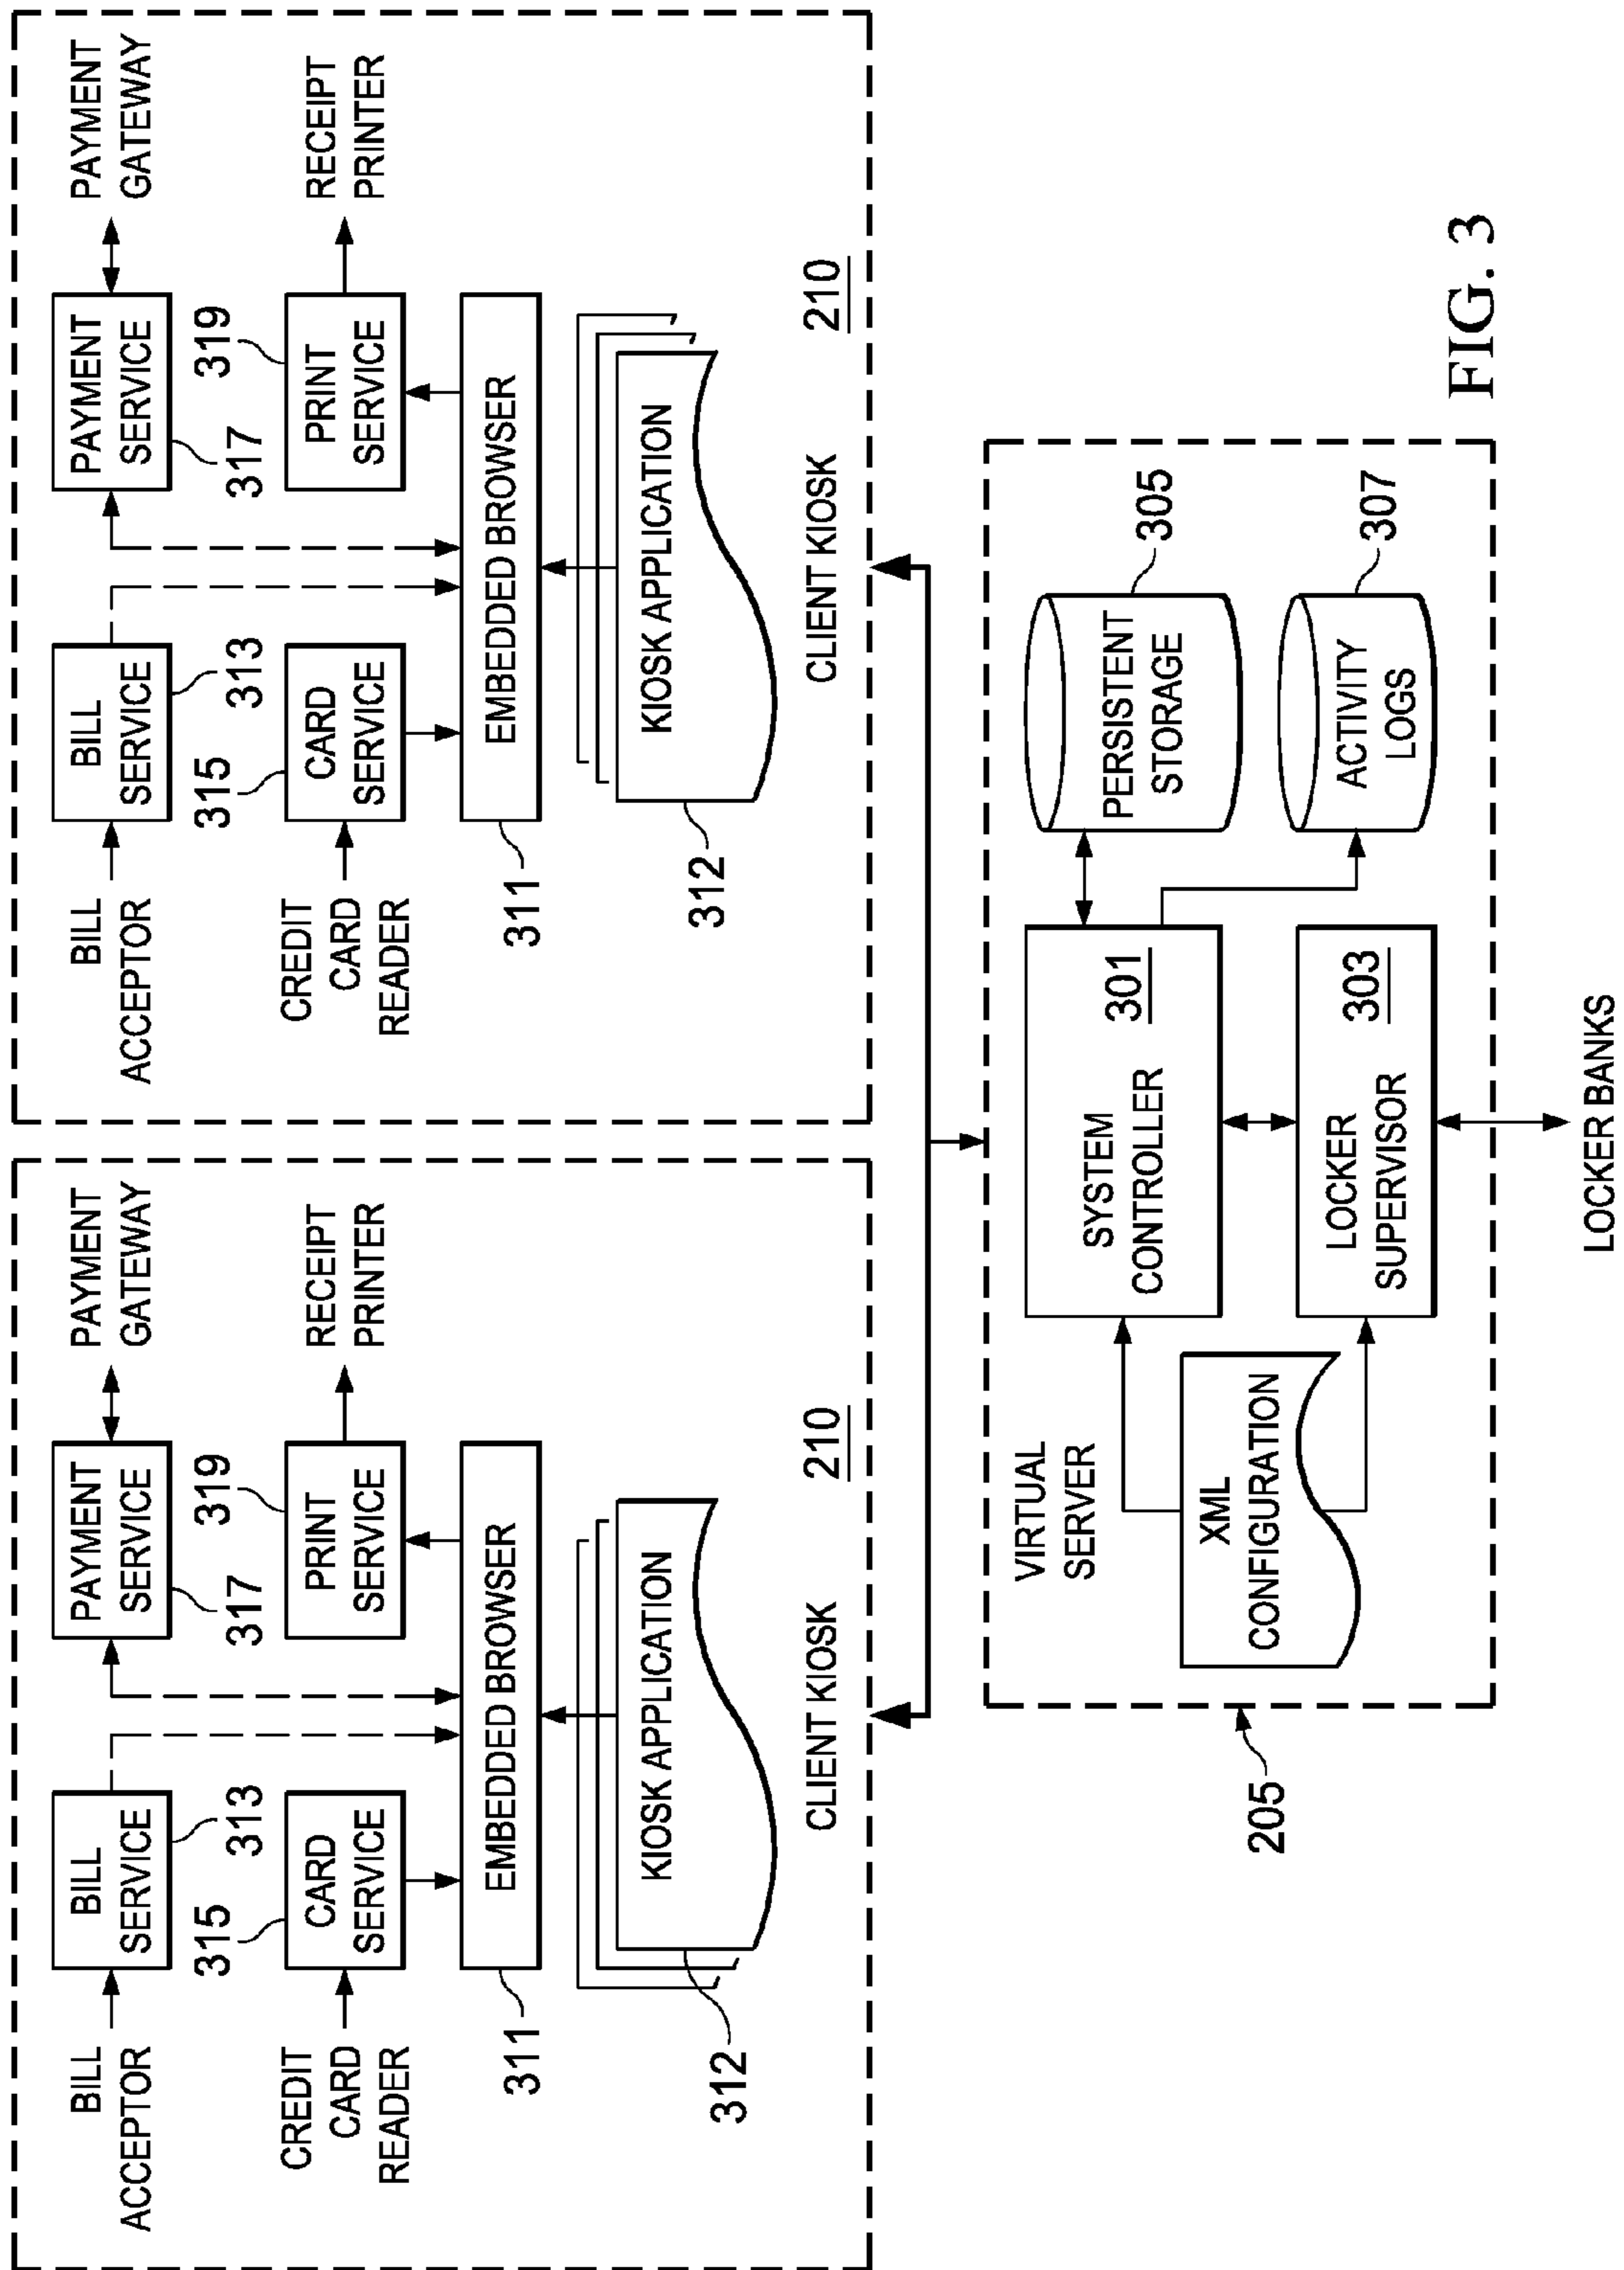 BILL
ACCEPTOR
BILL
SERVICE
313
PAYMENT
SERVICE
317
PAYMENT
GATEWAY
CREDIT
CARD
READER
315
CARD
SERVICE
319
PRINT
SERVICE
RECEIPT
PRINTER
311
EMBEDDED BROWSER
312
KIOSK APPLICATION
CLIENT KIOSK
210
BILL
ACCEPTOR
BILL
SERVICE
313
PAYMENT
SERVICE
317
PAYMENT
GATEWAY
CREDIT
CARD
READER
315
CARD
SERVICE
319
PRINT
SERVICE
RECEIPT
PRINTER
311
EMBEDDED BROWSER
312
KIOSK APPLICATION
CLIENT KIOSK
210
205
VIRTUAL
SERVER
XML
CONFIGURATION
SYSTEM
CONTROLLER
301
LOCKER
SUPERVISOR
303
PERSISTENT
STORAGE
305
ACTIVITY
LOGS
307
LOCKER BANKS
FIG. 3